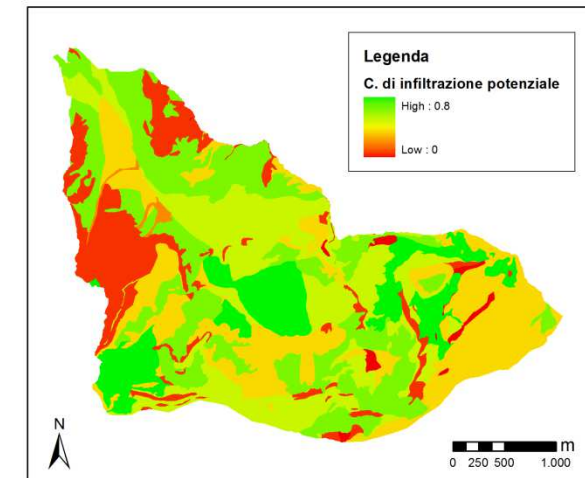 Legenda
C. di infiltrazione potenziale
High : 0.8
Low : 0
N
m
0 250 500 1.000